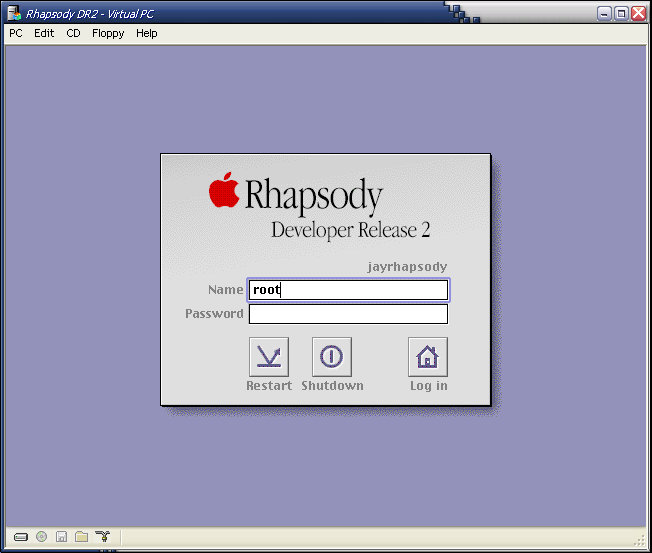 Rhapsody DR2 - Virtual PC
PC Edit CD Floppy Help
Rhapsody
Developer Release 2
jayrhapsody
Name root
Password
Restart Shutdown Log in